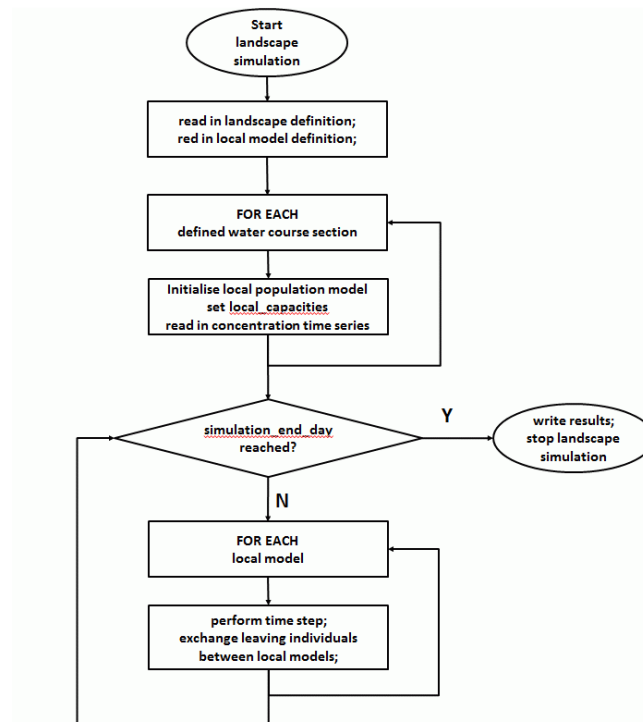 Start
landscape
simulation
read in landscape definition;
red in local model definition;
FOR EACH
defined water course section
Initialise local population model
set local_capacities
read in concentration time series
simulation_end_day
reached?
Y
write results;
stop landscape
simulation
N
FOR EACH
local model
perform time step;
exchange leaving individuals
between local models;